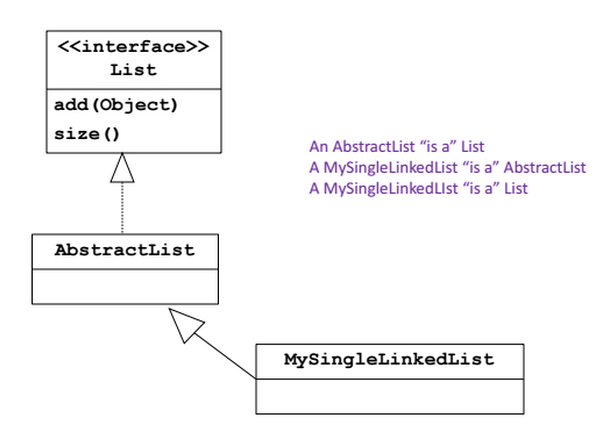 <<interface>>
List
add(Object)
size()
An AbstractList “is a” List
A MySingleLinkedList “is a” AbstractList
A MySingleLinkedLIst “is a” List
AbstractList
MySingleLinkedList